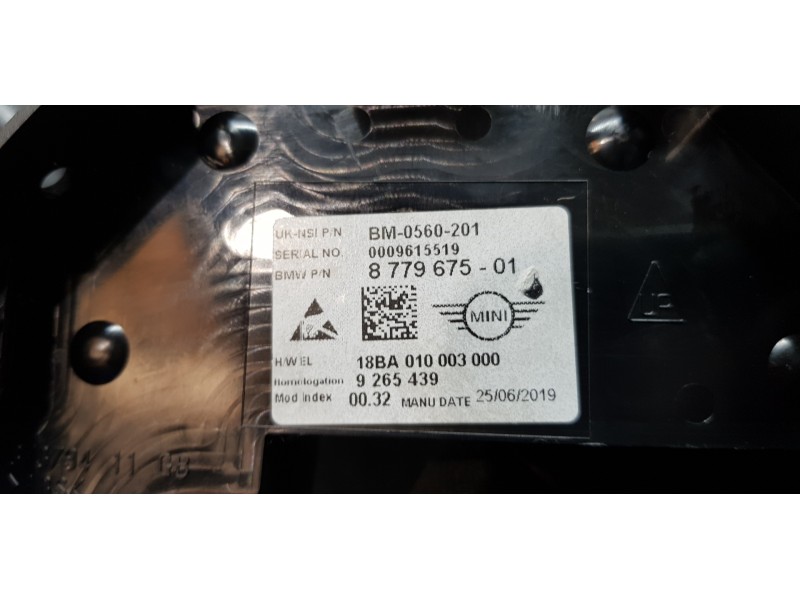 UK-NSI P/N BM-0560-201
SERIAL NO. 0009615519
BMW P/N 8 779 675 - 01
MINI
H/W EL 18BA 010 003 000
Homologation 9 265 439
Mod Index 00.32 MANU DATE 25/06/2019